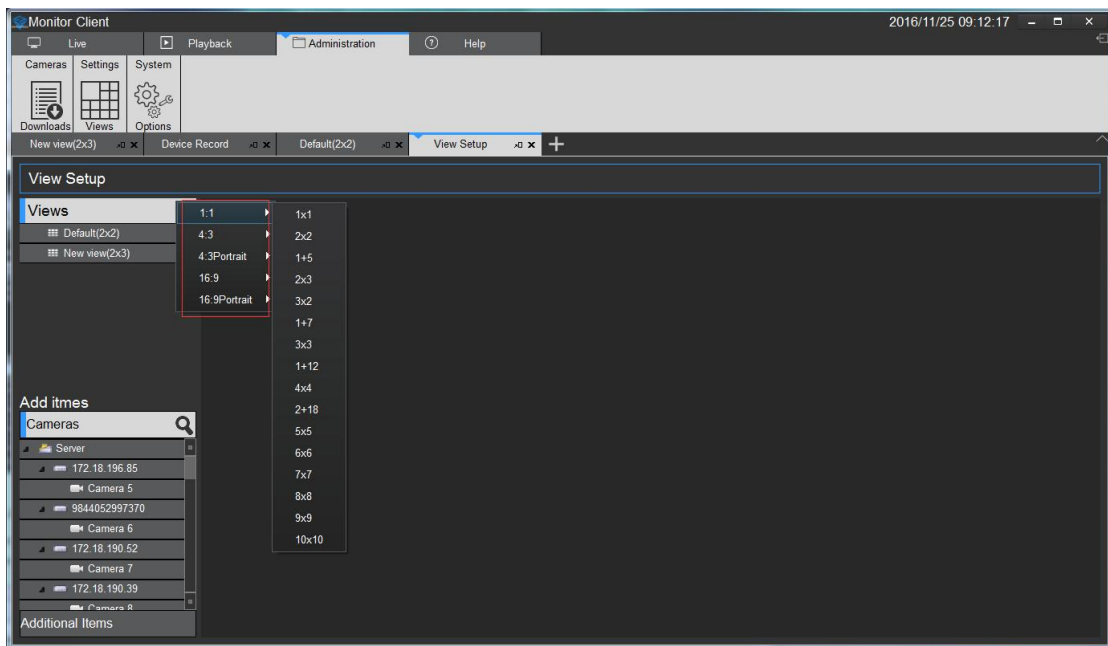 Monitor Client 2016/11/25 09:12:17
Live Playback Administration Help
Cameras Settings System
Downloads Views Options
New view(2x3) Device Record Default(2x2) View Setup
View Setup
Views
Default(2x2)
New view(2x3)
1:1
4:3
4:3Portrait
16:9
16:9Portrait
1x1
2x2
1+5
2x3
3x2
1+7
3x3
1+12
4x4
2+18
5x5
6x6
7x7
8x8
9x9
10x10
Add itmes
Cameras
Server
172.18.196.85
Camera 5
9844052997370
Camera 6
172.18.190.52
Camera 7
172.18.190.39
Camera 8
Additional Items